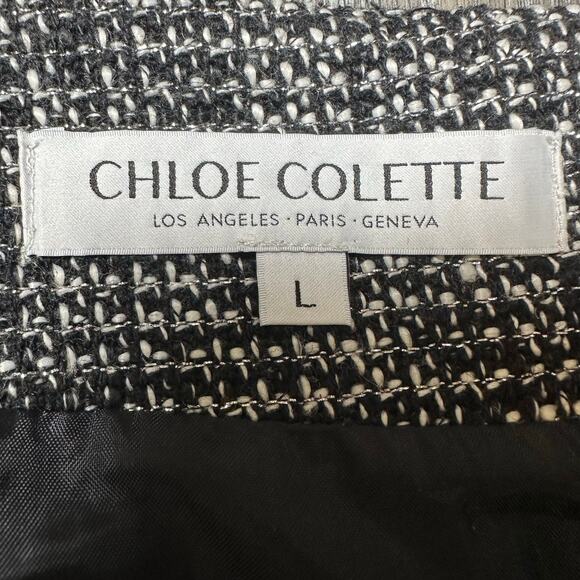 CHLOE COLETTE
LOS ANGELES · PARIS · GENEVA
L